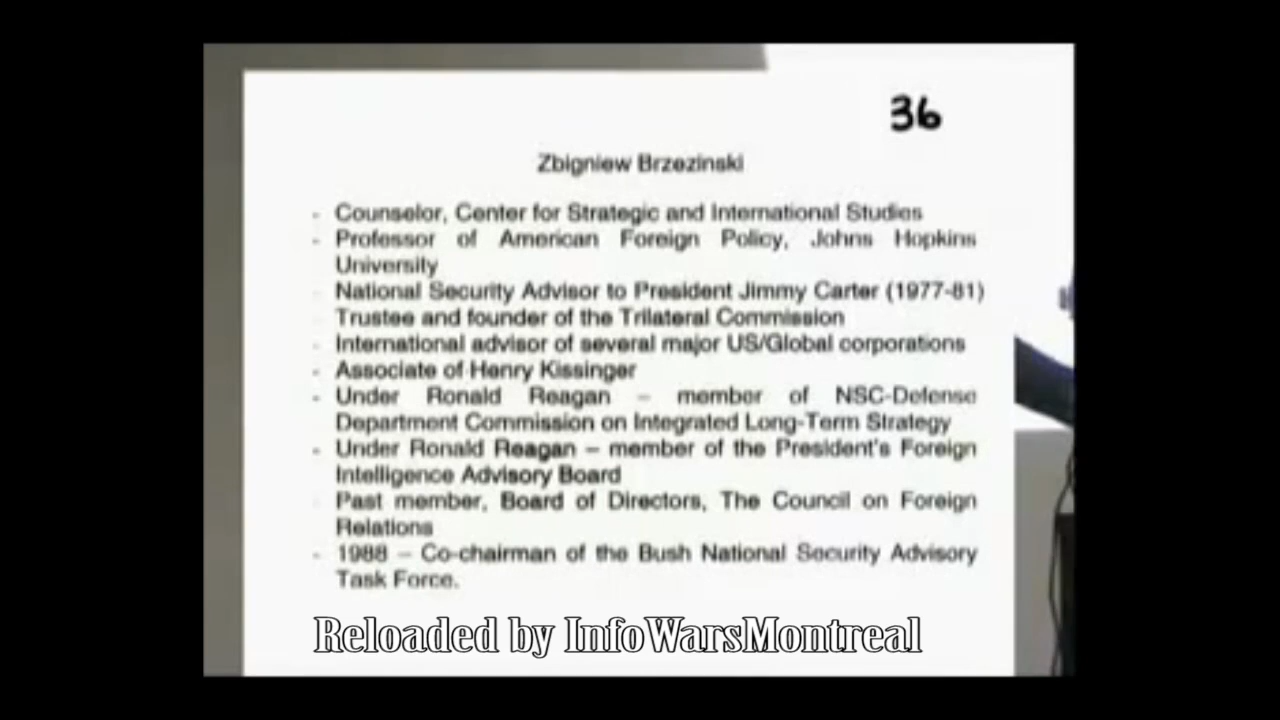 36
Zbigniew Brzezinski
- Counselor, Center for Strategic and International Studies
- Professor of American Foreign Policy, Johns Hopkins
University
- National Security Advisor to President Jimmy Carter (1977-81)
- Trustee and founder of the Trilateral Commission
- International advisor of several major US/Global corporations
- Associate of Henry Kissinger
- Under Ronald Reagan – member of NSC-Defense
Department Commission on Integrated Long-Term Strategy
- Under Ronald Reagan – member of the President's Foreign
Intelligence Advisory Board
- Past member, Board of Directors, The Council on Foreign
Relations
- 1988 – Co-chairman of the Bush National Security Advisory
Task Force.
Reloaded by InfoWarsMontreal